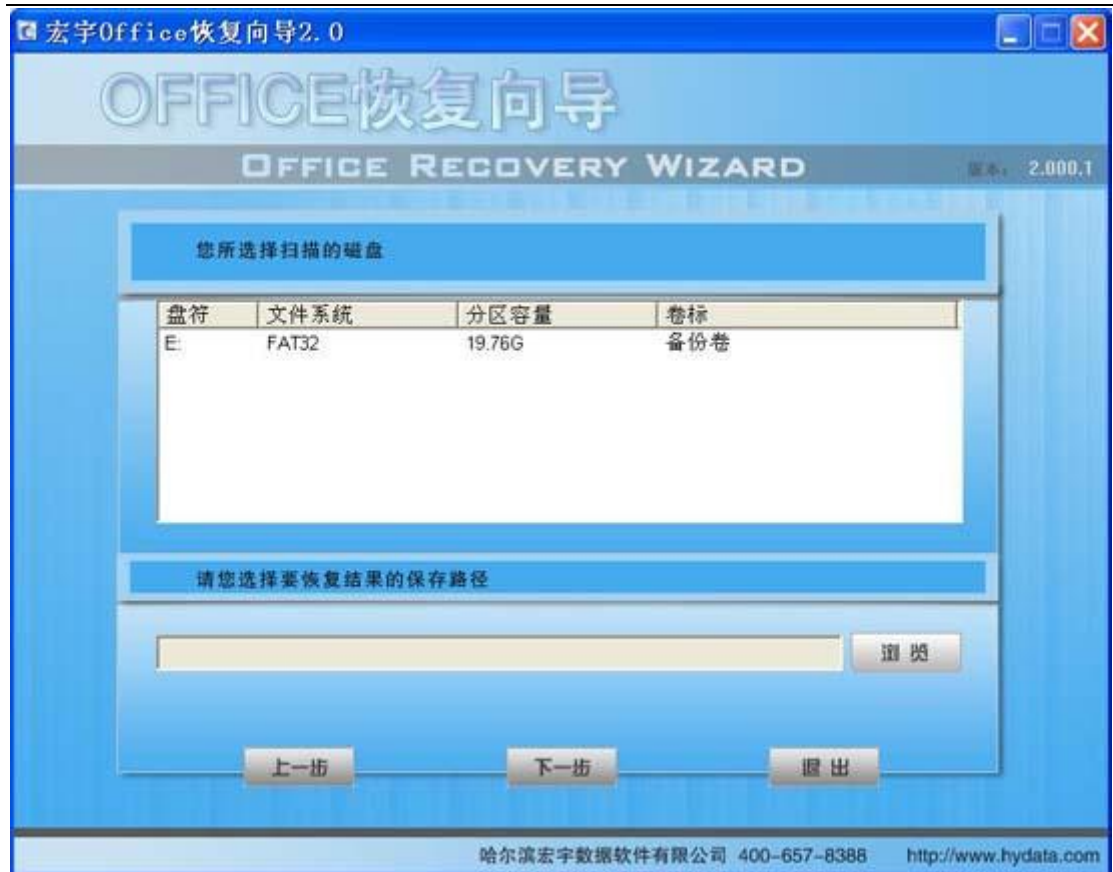 宏宇Office恢复向导2.0
OFFICE恢复向导
OFFICE RECOVERY WIZARD
版本: 2.000.1
您所选择扫描的磁盘
盘符 文件系统 分区容量 卷标
E: FAT32 19.76G 备份卷
请您选择要恢复结果的保存路径
浏 览
上一步 下一步 退 出
哈尔滨宏宇数据软件有限公司 400-657-8388 http://www.hydata.com